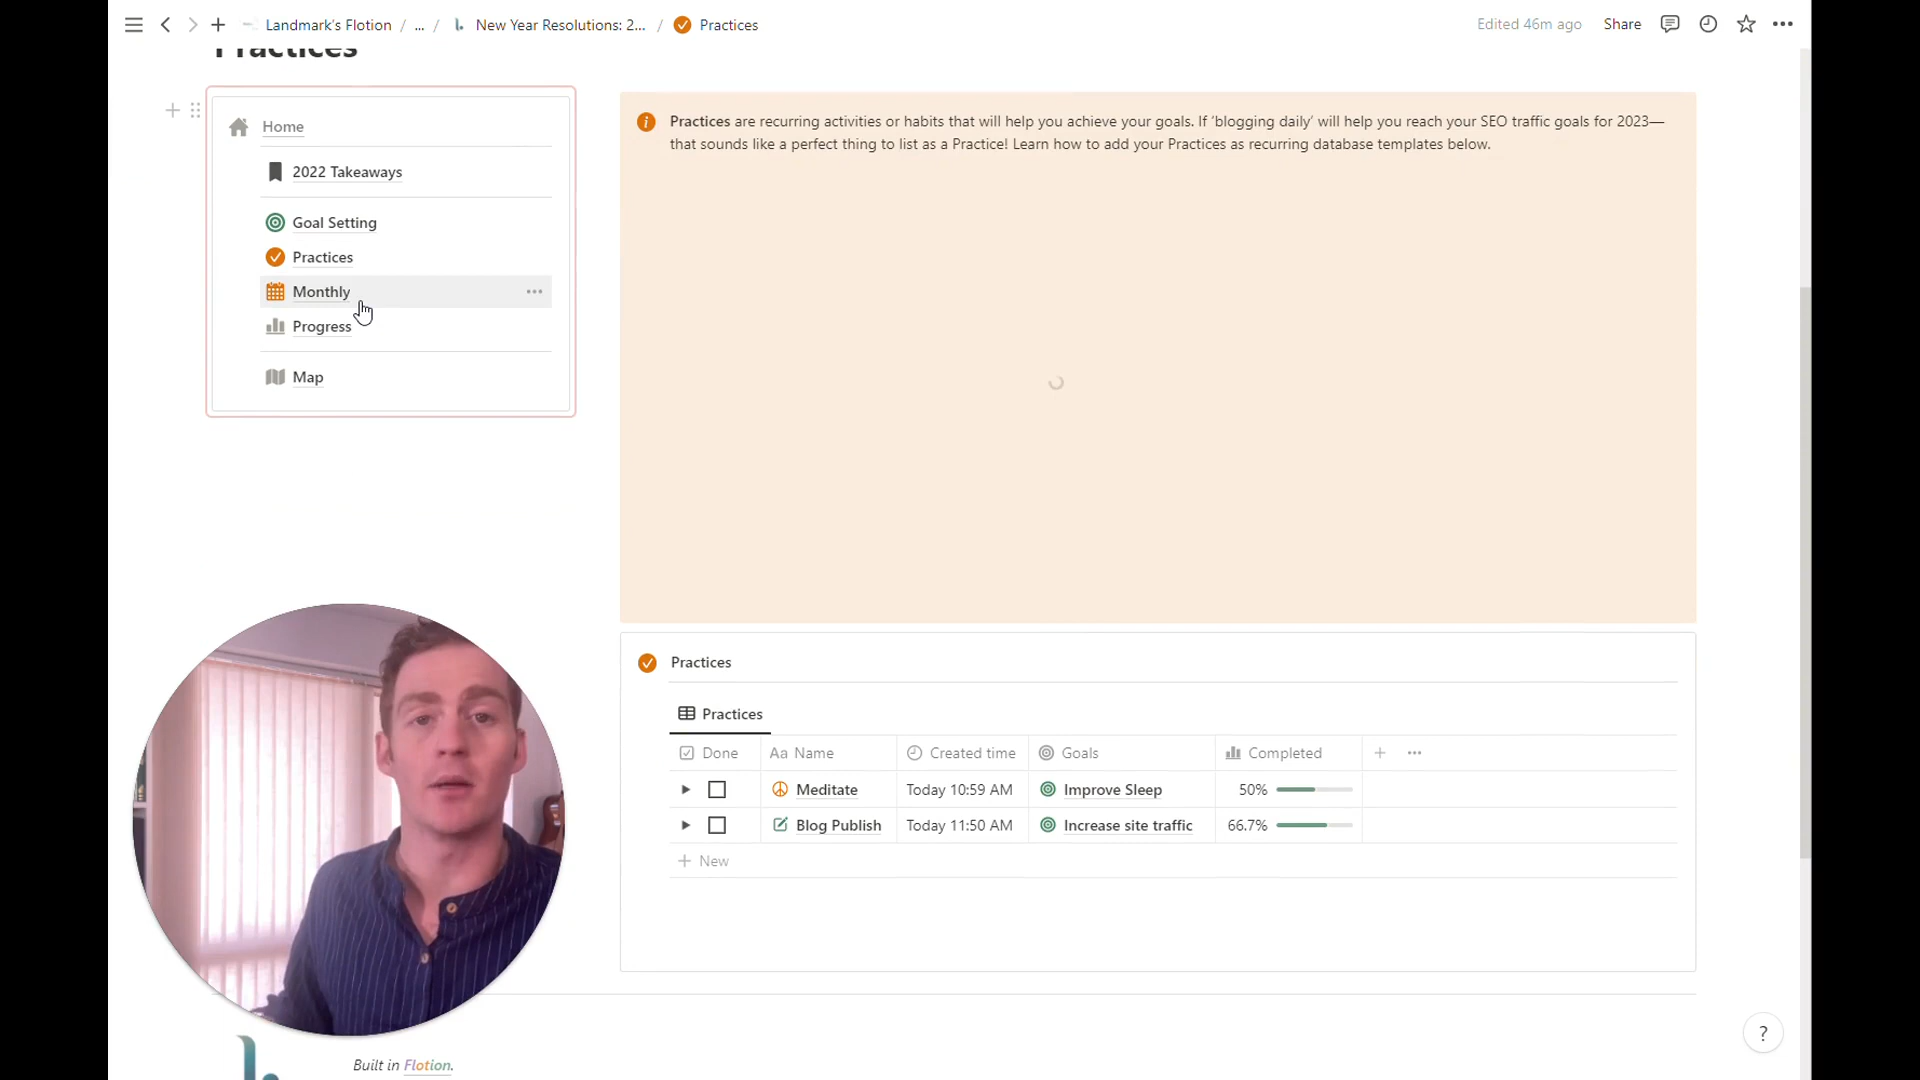 Landmark's Flotion / ... / New Year Resolutions: 2... / Practices
Edited 46m ago Share
Practices
Home
2022 Takeaways
Goal Setting
Practices
Monthly
Progress
Map
Practices are recurring activities or habits that will help you achieve your goals. If 'blogging daily' will help you reach your SEO traffic goals for 2023—
that sounds like a perfect thing to list as a Practice! Learn how to add your Practices as recurring database templates below.
Practices
Practices
Done Aa Name Created time Goals Completed
Meditate Today 10:59 AM Improve Sleep 50%
Blog Publish Today 11:50 AM Increase site traffic 66.7%
New
Built in Flotion.
?